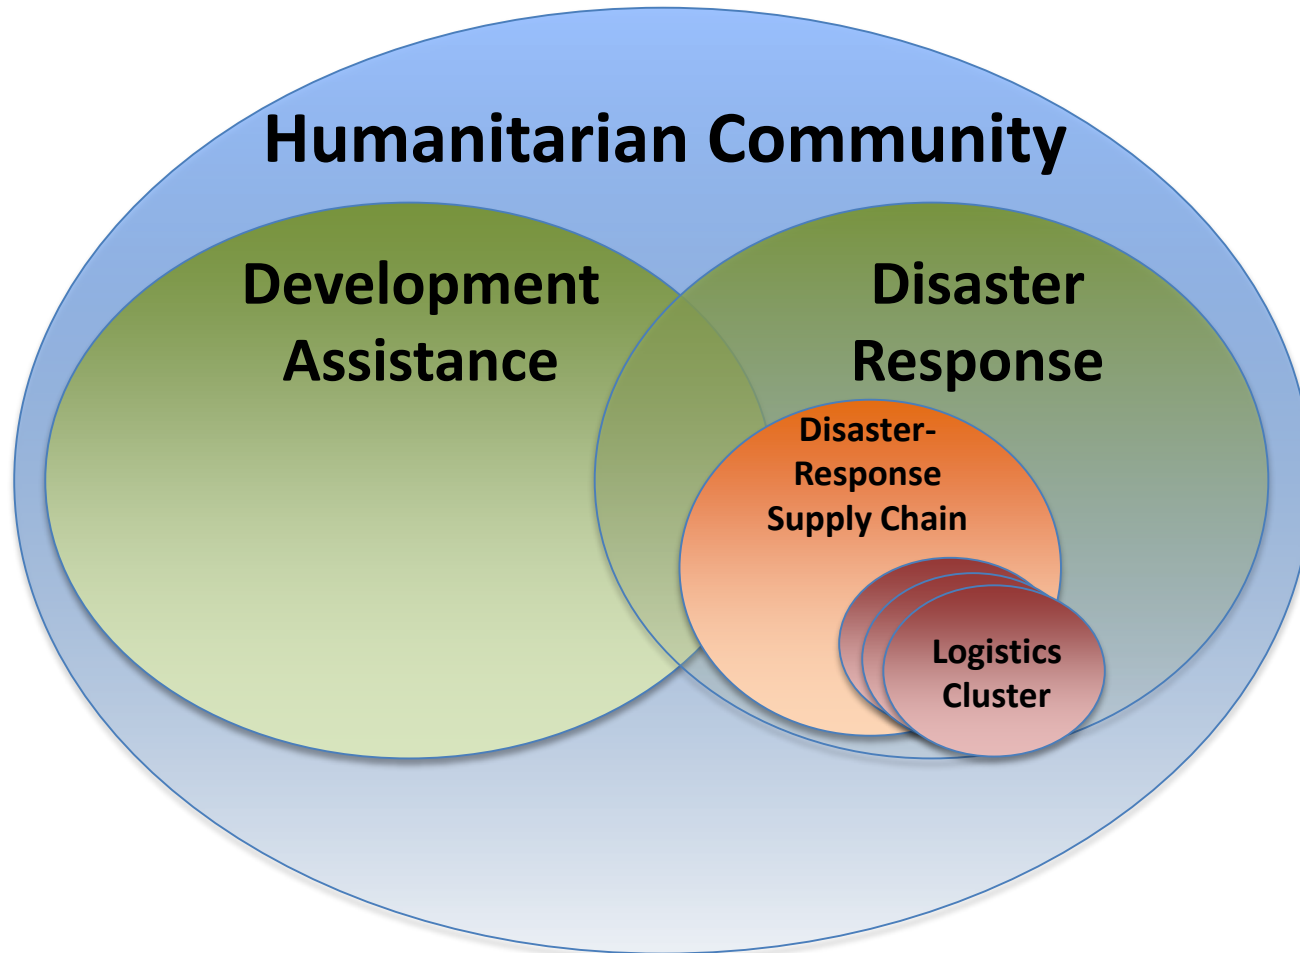 Humanitarian Community
Development
Assistance
Disaster
Response
Disaster-
Response
Supply Chain
Logistics
Cluster